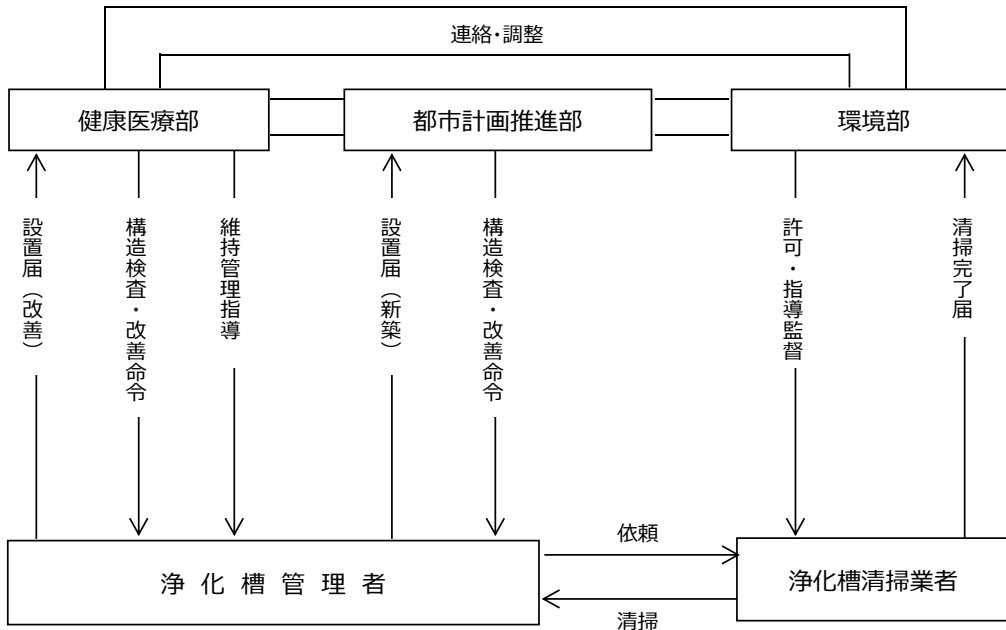 連絡・調整
健康医療部
都市計画推進部
環境部
設置届（改善）
構造検査・改善命令
維持管理指導
設置届（新築）
構造検査・改善命令
許可・指導監督
清掃完了届
浄化槽管理者
依頼
清掃
浄化槽清掃業者